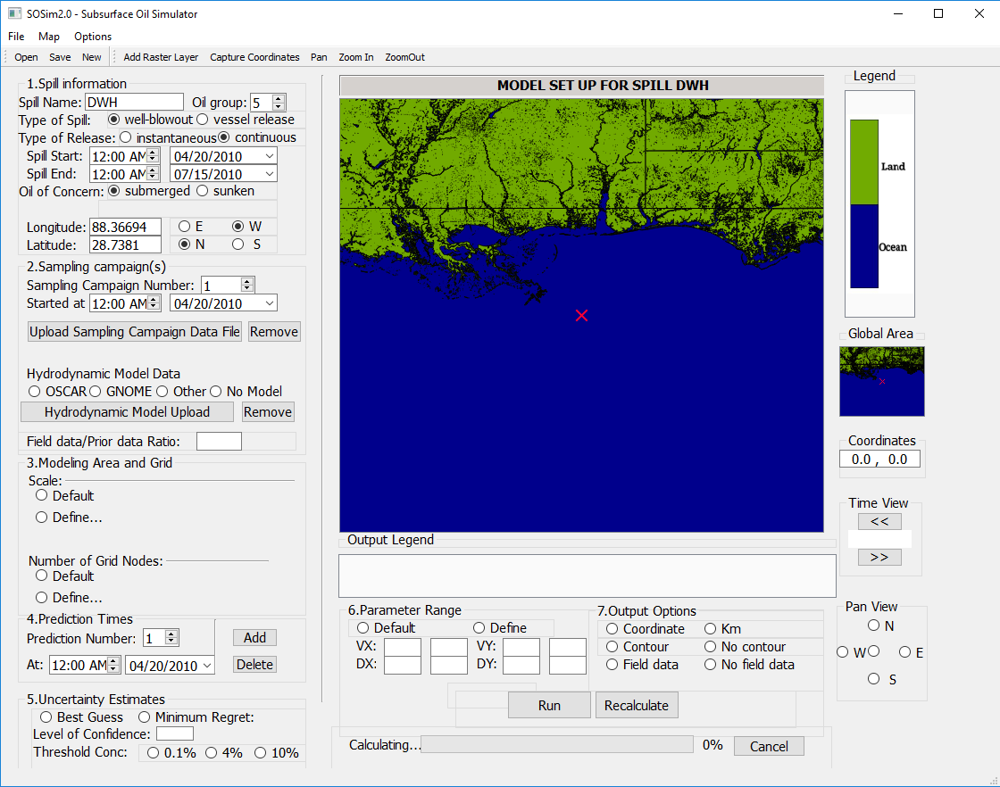 SOSim2.0 - Subsurface Oil Simulator
File Map Options
Open Save New Add Raster Layer Capture Coordinates Pan Zoom In ZoomOut
1.Spill information
Spill Name: DWH Oil group: 5
Type of Spill: well-blowout vessel release
Type of Release: instantaneous continuous
Spill Start: 12:00 AM 04/20/2010
Spill End: 12:00 AM 07/15/2010
Oil of Concern: submerged sunken
Longitude: 88.36694 E W
Latitude: 28.7381 N S
2.Sampling campaign(s)
Sampling Campaign Number: 1
Started at 12:00 AM 04/20/2010
Upload Sampling Campaign Data File Remove
Hydrodynamic Model Data
OSCAR GNOME Other No Model
Hydrodynamic Model Upload Remove
Field data/Prior data Ratio:
3.Modeling Area and Grid
Scale:
Default
Define...
Number of Grid Nodes:
Default
Define...
4.Prediction Times
Prediction Number: 1 Add
At: 12:00 AM 04/20/2010 Delete
5.Uncertainty Estimates
Best Guess Minimum Regret:
Level of Confidence:
Threshold Conc: 0.1% 4% 10%
MODEL SET UP FOR SPILL DWH
Output Legend
6.Parameter Range
Default Define
VX: VY:
DX: DY:
7.Output Options
Coordinate Km
Contour No contour
Field data No field data
Run Recalculate
Calculating... 0% Cancel
Legend
Land
Ocean
Global Area
Coordinates
0.0 , 0.0
Time View
<<
>>
Pan View
N
W E
S